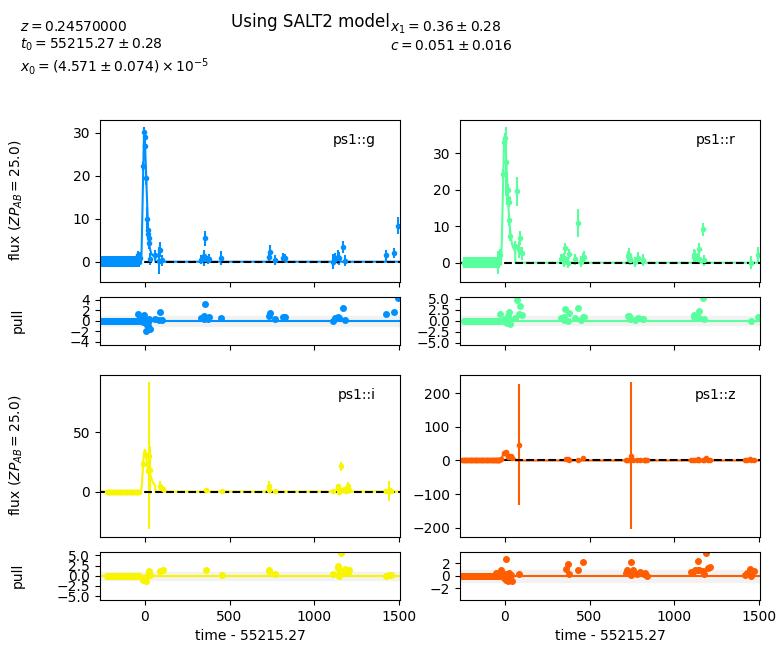 Using SALT2 model
z = 0.24570000
t₀ = 55215.27 ± 0.28
x₀ = (4.571 ± 0.074) × 10⁻⁵
x₁ = 0.36 ± 0.28
c = 0.051 ± 0.016
flux (ZP_AB = 25.0)
30
20
10
0
ps1::g
30
20
10
0
ps1::r
pull
4
2
0
−2
−4
5.0
2.5
0.0
−2.5
−5.0
flux (ZP_AB = 25.0)
50
0
ps1::i
200
100
0
−100
−200
ps1::z
pull
5.0
2.5
0.0
−2.5
−5.0
2
0
−2
0 500 1000 1500
0 500 1000 1500
time - 55215.27
time - 55215.27